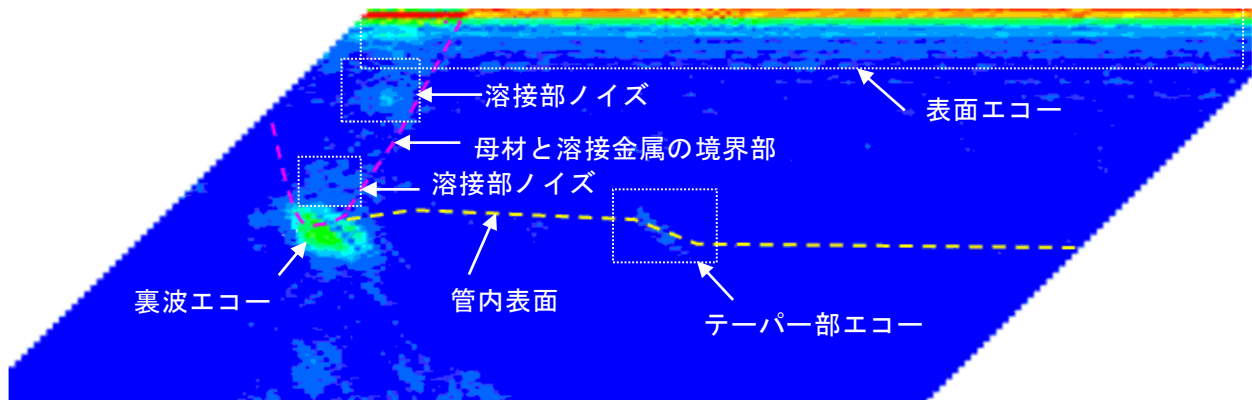 溶接部ノイズ
表面エコー
母材と溶接金属の境界部
溶接部ノイズ
裏波エコー
管内表面
テーパー部エコー